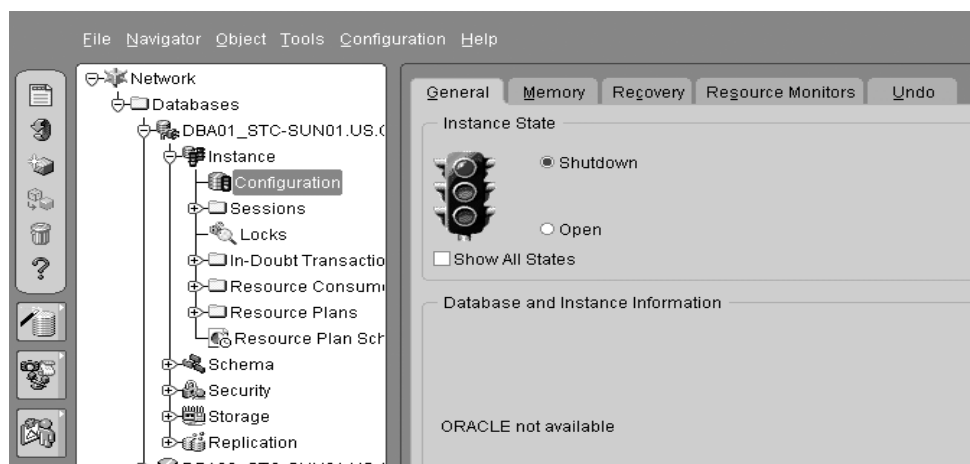 File Navigator Object Tools Configuration Help
Network
Databases
DBA01_STC-SUN01.US.(
Instance
Configuration
Sessions
Locks
In-Doubt Transactio
Resource Consum
Resource Plans
Resource Plan Sch
Schema
Security
Storage
Replication
General Memory Recovery Resource Monitors Undo
Instance State
Shutdown
Open
Show All States
Database and Instance Information
ORACLE not available